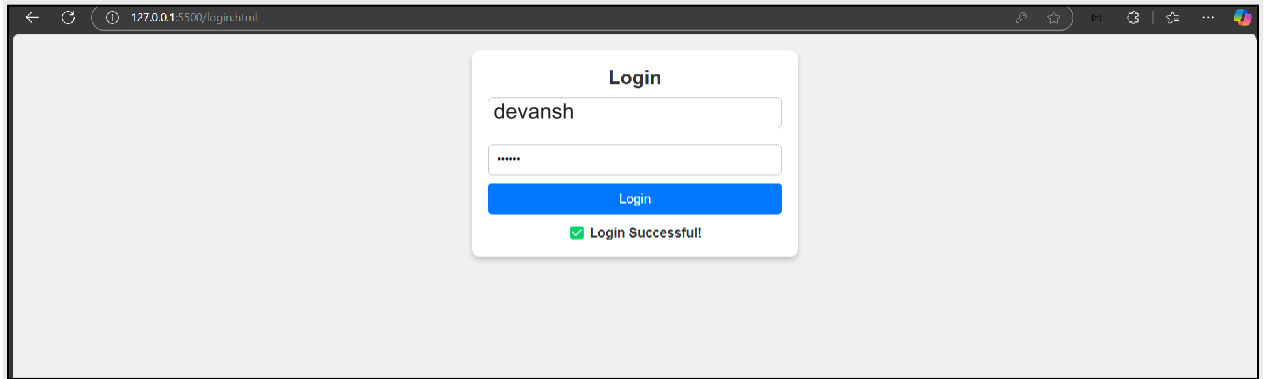 127.0.0.1:5500/login.html
Login
devansh
••••••
Login
✅ Login Successful!